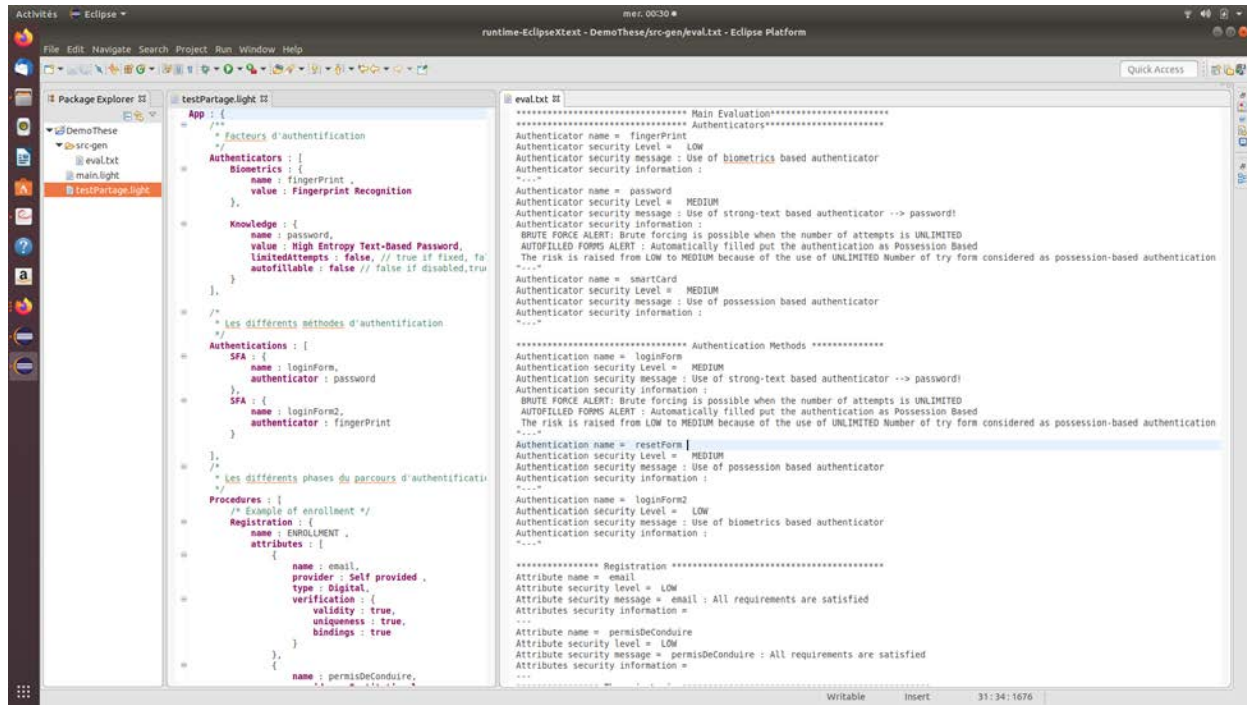 Activités
Eclipse
mer. 00:30
runtime-EclipseXtext - DemoThese/src-gen/eval.txt - Eclipse Platform
File Edit Navigate Search Project Run Window Help
Quick Access
Package Explorer
DemoThese
src-gen
eval.txt
main.light
testPartage.light
testPartage.light
App : {
/**
* Facteurs d'authentification
*/
Authenticators : [
Biometrics : {
name : fingerPrint ,
value : Fingerprint Recognition
},
Knowledge : {
name : password,
value : High Entropy Text-Based Password,
limitedAttempts : false, // true if fixed, fal
autofillable : false // false if disabled,true
}
],
/*
* Les différents méthodes d'authentification
*/
Authentications : [
SFA : {
name : loginForm,
authenticator : password
},
SFA : {
name : loginForm2,
authenticator : fingerPrint
}
],
/*
* Les différents phases du parcours d'authentificatio
*/
Procedures : [
/* Example of enrollment */
Registration : {
name : ENROLLMENT ,
attributes : [
{
name : email,
provider : Self provided ,
type : Digital,
verification : {
validity : true,
uniqueness : true,
bindings : true
}
},
{
name : permisDeConduire,
eval.txt
******************************** Main Evaluation**********************
******************************** Authenticators**********************
Authenticator name = fingerPrint
Authenticator security Level = LOW
Authenticator security message : Use of biometrics based authenticator
Authenticator security information :
"---"
Authenticator name = password
Authenticator security Level = MEDIUM
Authenticator security message : Use of strong-text based authenticator --> password!
Authenticator security information :
BRUTE FORCE ALERT: Brute forcing is possible when the number of attempts is UNLIMITED
AUTOFILLED FORMS ALERT : Automatically filled put the authentication as Possession Based
The risk is raised from LOW to MEDIUM because of the use of UNLIMITED Number of try form considered as possession-based authentication
"---"
Authenticator name = smartCard
Authenticator security Level = MEDIUM
Authenticator security message : Use of possession based authenticator
Authenticator security information :
"---"
******************************** Authentication Methods **************
Authentication name = loginForm
Authentication security Level = MEDIUM
Authentication security message : Use of strong-text based authenticator --> password!
Authentication security information :
BRUTE FORCE ALERT: Brute forcing is possible when the number of attempts is UNLIMITED
AUTOFILLED FORMS ALERT : Automatically filled put the authentication as Possession Based
The risk is raised from LOW to MEDIUM because of the use of UNLIMITED Number of try form considered as possession-based authentication
"---"
Authentication name = resetForm
Authentication security Level = MEDIUM
Authentication security message : Use of possession based authenticator
Authentication security information :
"---"
Authentication name = loginForm2
Authentication security Level = LOW
Authentication security message : Use of biometrics based authenticator
Authentication security information :
"---"
**************** Registration ****************************************
Attribute name = email
Attribute security level = LOW
Attribute security message = email : All requirements are satisfied
Attributes security information =
---
Attribute name = permisDeConduire
Attribute security level = LOW
Attribute security message = permisDeConduire : All requirements are satisfied
Attributes security information =
---
Writable
Insert
31:34:1676